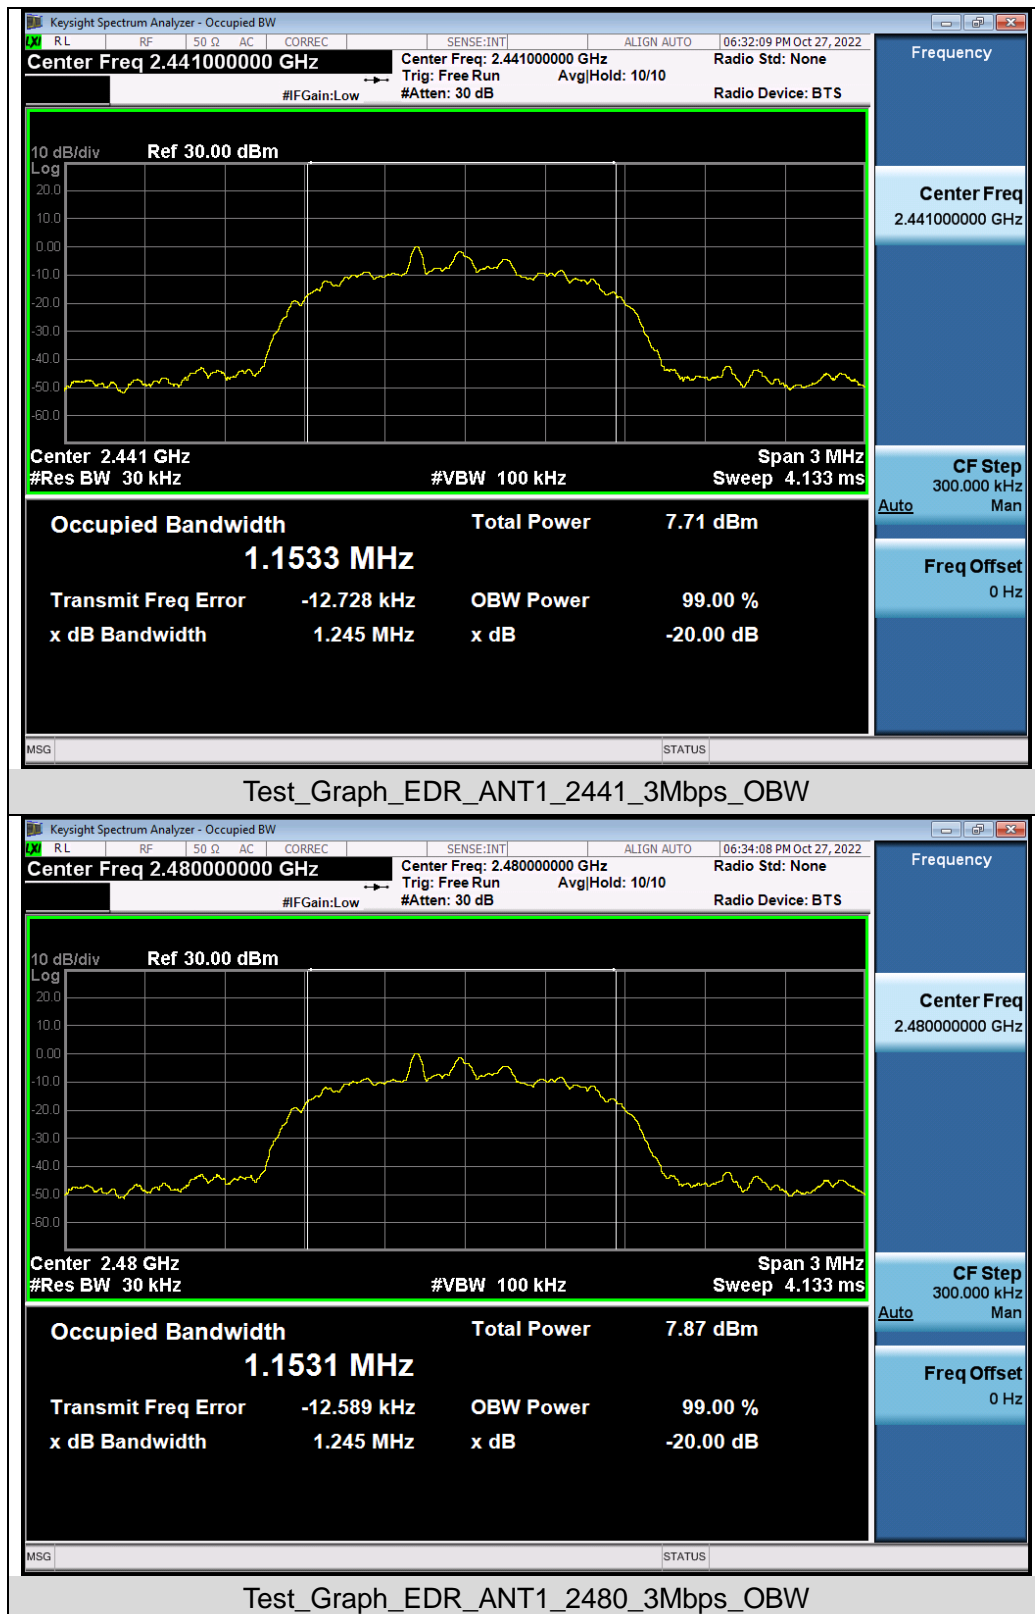 Keysight Spectrum Analyzer - Occupied BW
LXI RL RF 50 Ω AC CORREC SENSE:INT ALIGN AUTO 06:32:09 PM Oct 27, 2022
Center Freq 2.441000000 GHz Center Freq: 2.441000000 GHz Radio Std: None Frequency
Trig: Free Run Avg|Hold: 10/10
#IFGain:Low #Atten: 30 dB Radio Device: BTS
10 dB/div Ref 30.00 dBm
Log
20.0
Center Freq
2.441000000 GHz
10.0
0.00
-10.0
-20.0
-30.0
-40.0
-50.0
-60.0
Center 2.441 GHz Span 3 MHz
#Res BW 30 kHz #VBW 100 kHz Sweep 4.133 ms
CF Step
300.000 kHz
Auto Man
Occupied Bandwidth Total Power 7.71 dBm
1.1533 MHz
Freq Offset
0 Hz
Transmit Freq Error -12.728 kHz OBW Power 99.00 %
x dB Bandwidth 1.245 MHz x dB -20.00 dB
MSG STATUS
Test_Graph_EDR_ANT1_2441_3Mbps_OBW
Keysight Spectrum Analyzer - Occupied BW
LXI RL RF 50 Ω AC CORREC SENSE:INT ALIGN AUTO 06:34:08 PM Oct 27, 2022
Center Freq 2.480000000 GHz Center Freq: 2.480000000 GHz Radio Std: None Frequency
Trig: Free Run Avg|Hold: 10/10
#IFGain:Low #Atten: 30 dB Radio Device: BTS
10 dB/div Ref 30.00 dBm
Log
20.0
Center Freq
2.480000000 GHz
10.0
0.00
-10.0
-20.0
-30.0
-40.0
-50.0
-60.0
Center 2.48 GHz Span 3 MHz
#Res BW 30 kHz #VBW 100 kHz Sweep 4.133 ms
CF Step
300.000 kHz
Auto Man
Occupied Bandwidth Total Power 7.87 dBm
1.1531 MHz
Freq Offset
0 Hz
Transmit Freq Error -12.589 kHz OBW Power 99.00 %
x dB Bandwidth 1.245 MHz x dB -20.00 dB
MSG STATUS
Test_Graph_EDR_ANT1_2480_3Mbps_OBW